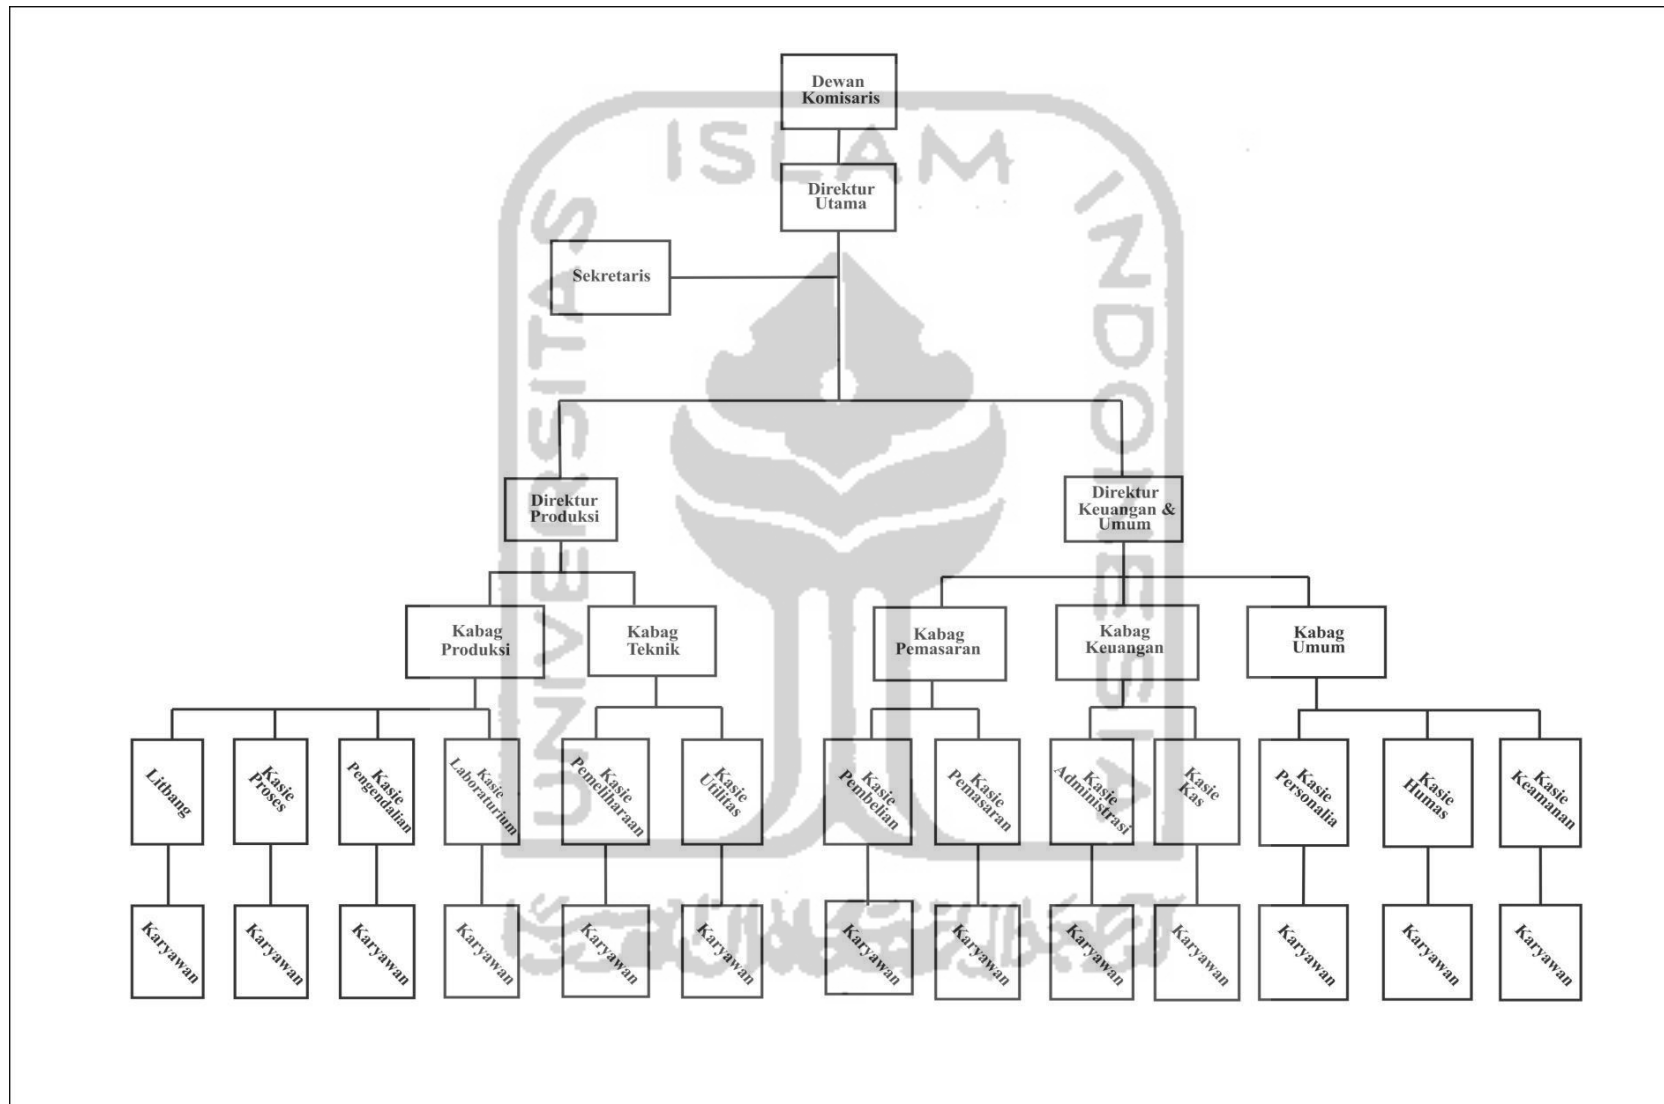 Dewan
Komisaris
Direktur
Utama
Sekretaris
Direktur
Produksi
Direktur
Keuangan &
Umum
Kabag
Produksi
Kabag
Teknik
Kabag
Pemasaran
Kabag
Keuangan
Kabag
Umum
Litbang
Kasie
Proses
Kasie
Pengendalian
Kasie
Laboraturium
Kasie
Pemeliharaan
Kasie
Utilitas
Kasie
Pembelian
Kasie
Pemasaran
Kasie
Administrasi
Kasie
Kas
Kasie
Personalia
Kasie
Humas
Kasie
Keamanan
Karyawan
Karyawan
Karyawan
Karyawan
Karyawan
Karyawan
Karyawan
Karyawan
Karyawan
Karyawan
Karyawan
Karyawan
Karyawan
UNIVERSITAS
ISLAM
INDONESIA